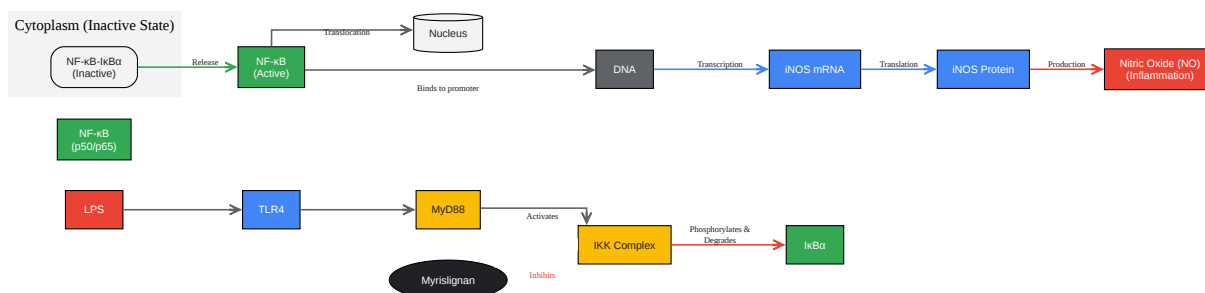 Cytoplasm (Inactive State)
NF-κB-IκBα
(Inactive)
Release
NF-κB
(Active)
Translocation
Nucleus
Binds to promoter
DNA
Transcription
iNOS mRNA
Translation
iNOS Protein
Production
Nitric Oxide (NO)
(Inflammation)
NF-κB
(p50/p65)
LPS
TLR4
MyD88
Activates
IKK Complex
Phosphorylates &
Degrades
IκBα
Myrislignan
Inhibits